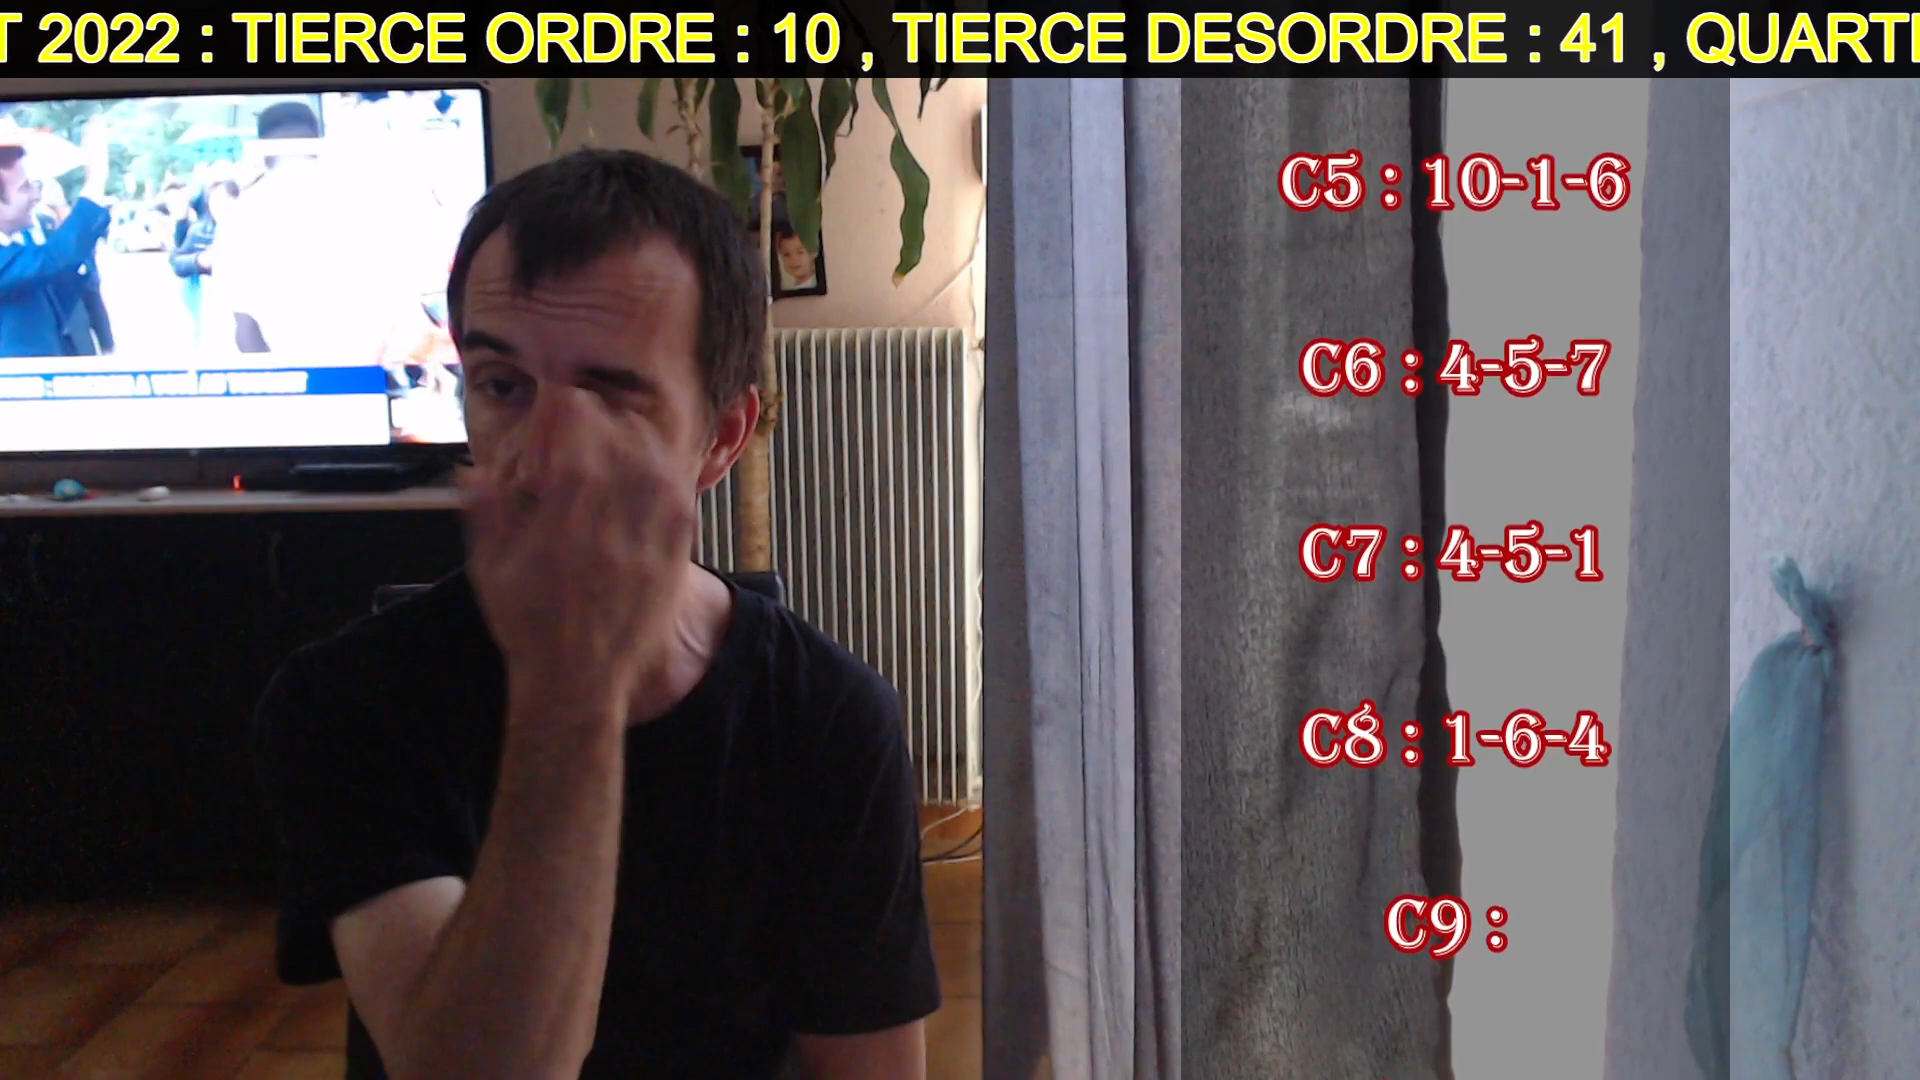 T 2022 : TIERCE ORDRE : 10 , TIERCE DESORDRE : 41 , QUARTE
C5 : 10-1-6
C6 : 4-5-7
C7 : 4-5-1
C8 : 1-6-4
C9 :